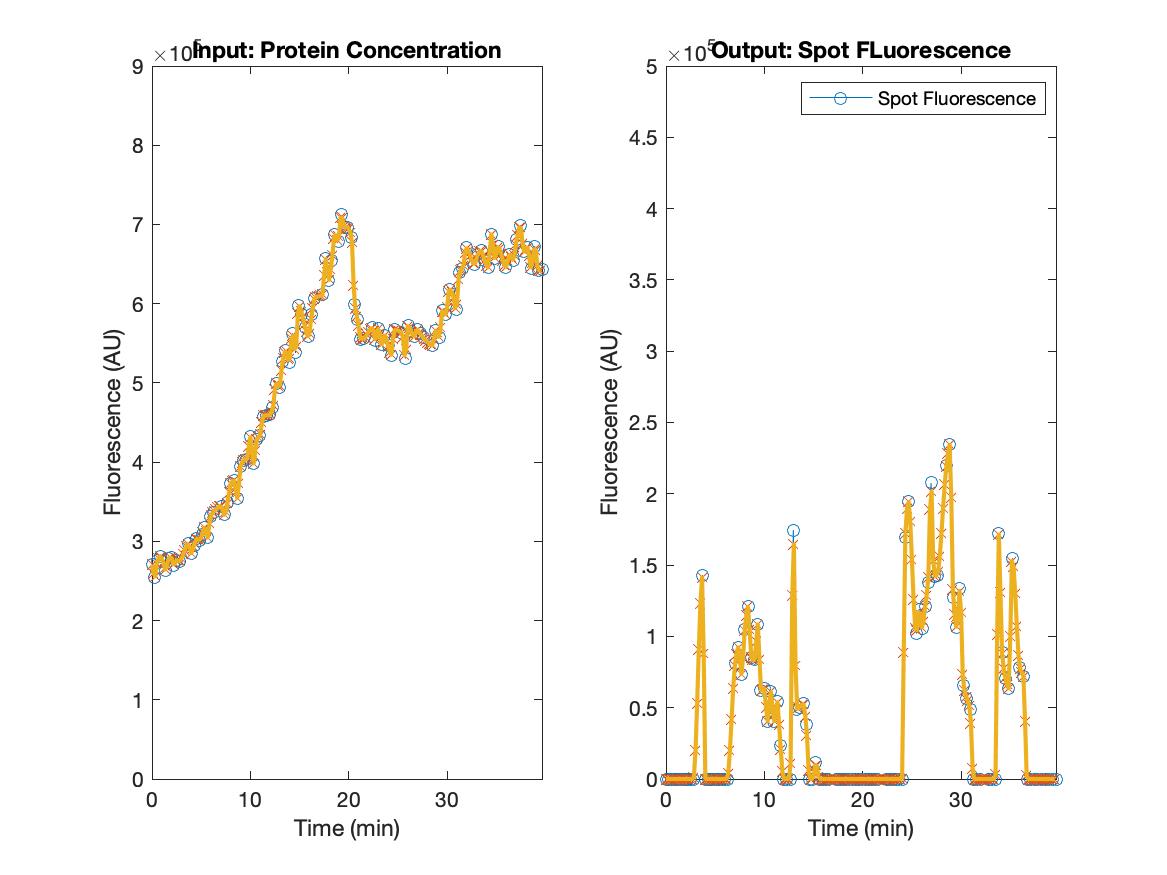 ×10⁵
Input: Protein Concentration
9
8
7
6
5
4
3
2
1
0
Fluorescence (AU)
0 10 20 30
Time (min)
×10⁵
Output: Spot FLuorescence
Spot Fluorescence
5
4.5
4
3.5
3
2.5
2
1.5
1
0.5
0
Fluorescence (AU)
0 10 20 30
Time (min)